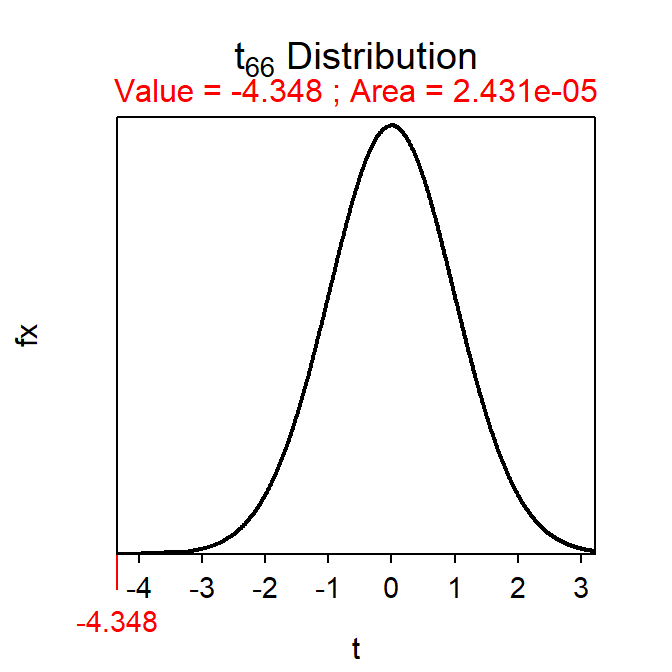 t66 Distribution
Value = -4.348 ; Area = 2.431e-05
fx
-4 -3 -2 -1 0 1 2 3
-4.348
t